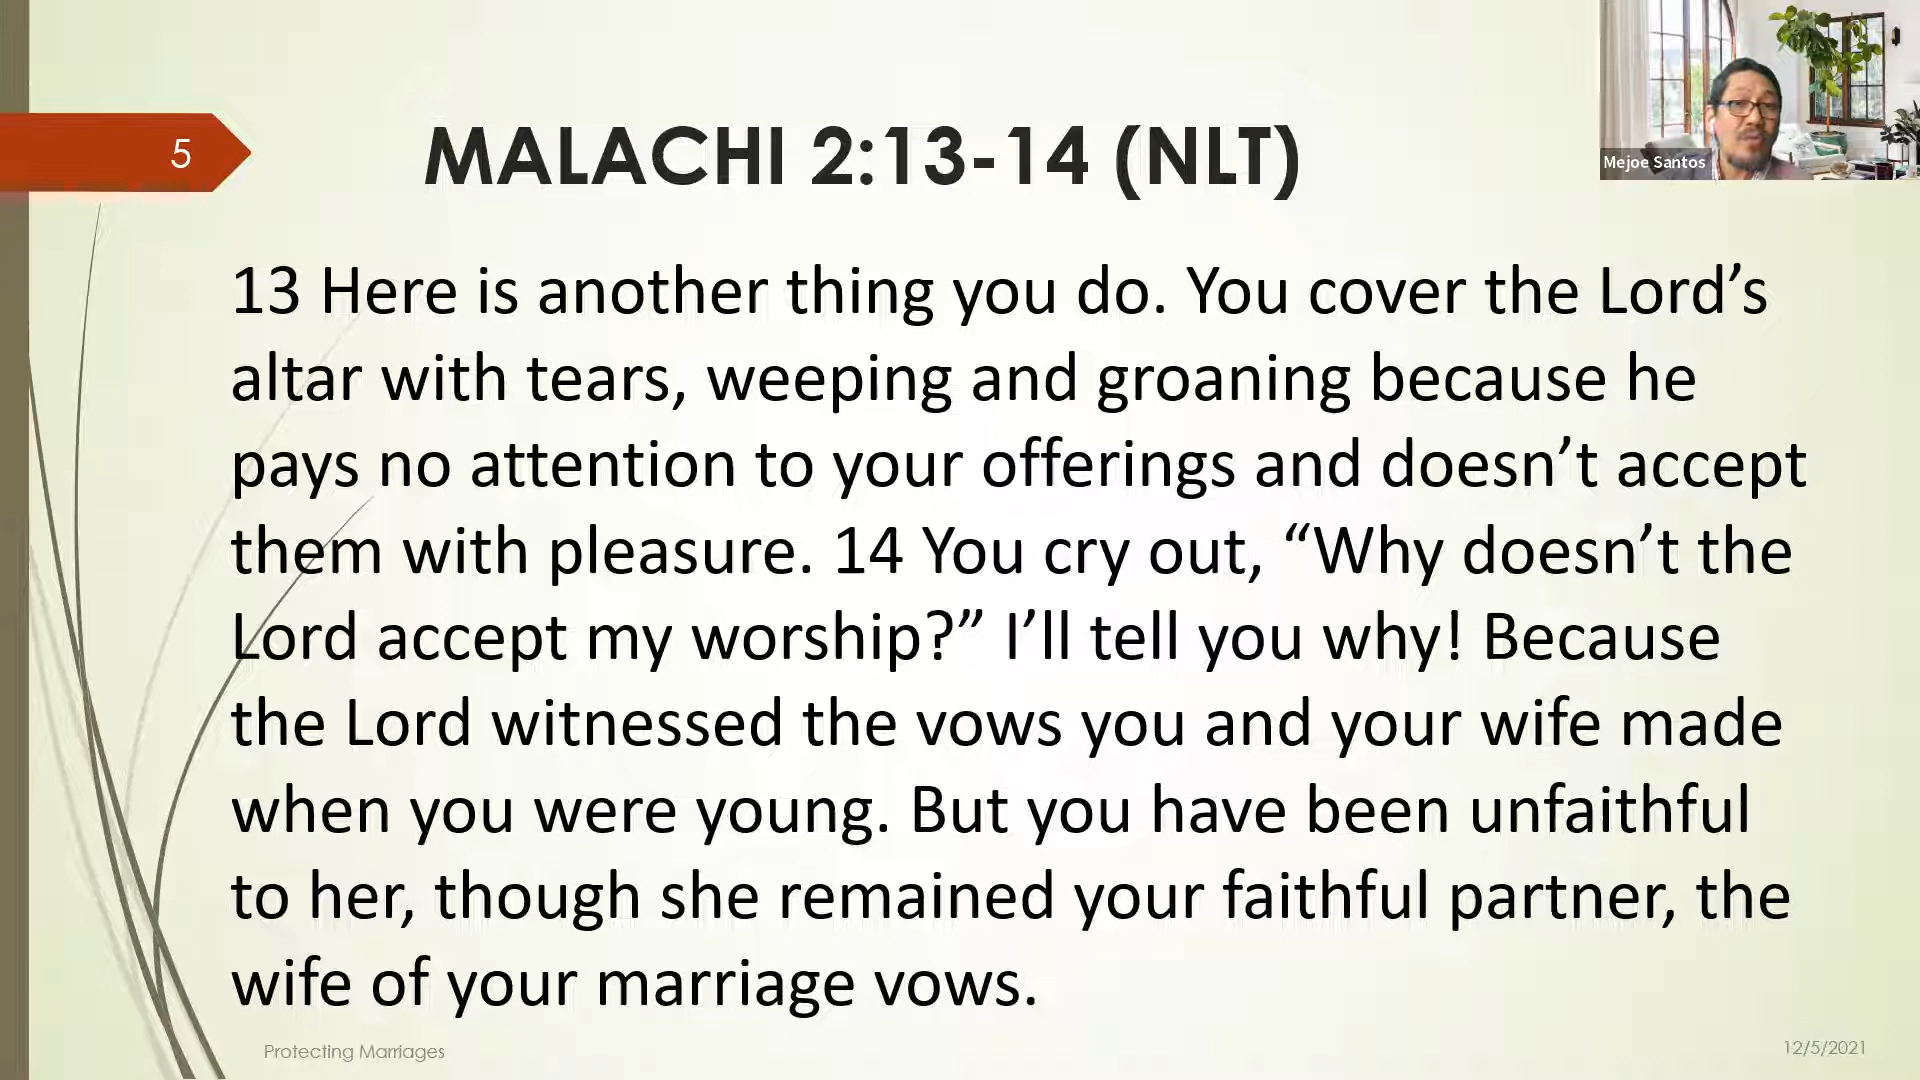 5
MALACHI 2:13-14 (NLT)
Mejoe Santos
13 Here is another thing you do. You cover the Lord’s
altar with tears, weeping and groaning because he
pays no attention to your offerings and doesn’t accept
them with pleasure. 14 You cry out, “Why doesn’t the
Lord accept my worship?” I’ll tell you why! Because
the Lord witnessed the vows you and your wife made
when you were young. But you have been unfaithful
to her, though she remained your faithful partner, the
wife of your marriage vows.
Protecting Marriages
12/5/2021